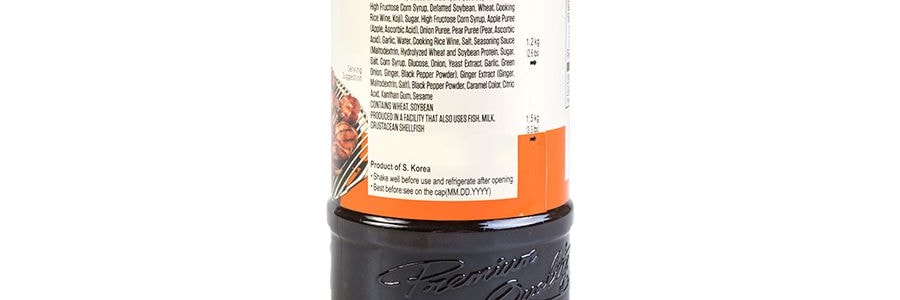 High Fructose Corn Syrup, Defatted Soybean, Wheat, Cooking
Rice Wine, Koji), Sugar, High Fructose Corn Syrup, Apple Puree
(Apple, Ascorbic Acid), Onion Puree, Pear Puree (Pear, Ascorbic
Acid), Garlic, Water, Cooking Rice Wine, Salt, Seasoning Sauce
(Maltodextrin, Hydrolyzed Wheat and Soybean Protein, Sugar,
Salt, Corn Syrup, Glucose, Onion, Yeast Extract, Garlic, Green
Onion, Ginger, Black Pepper Powder), Ginger Extract (Ginger,
Maltodextrin, Salt), Black Pepper Powder, Caramel Color, Citric
Acid, Xanthan Gum, Sesame
CONTAINS WHEAT, SOYBEAN
PRODUCED IN A FACILITY THAT ALSO USES FISH, MILK,
CRUSTACEAN SHELLFISH
Product of S. Korea
• Shake well before use and refrigerate after opening.
• Best before:see on the cap(MM.DD.YYYY)
Serving
Suggestion
1.2kg
1.5kg
Premium
Quality